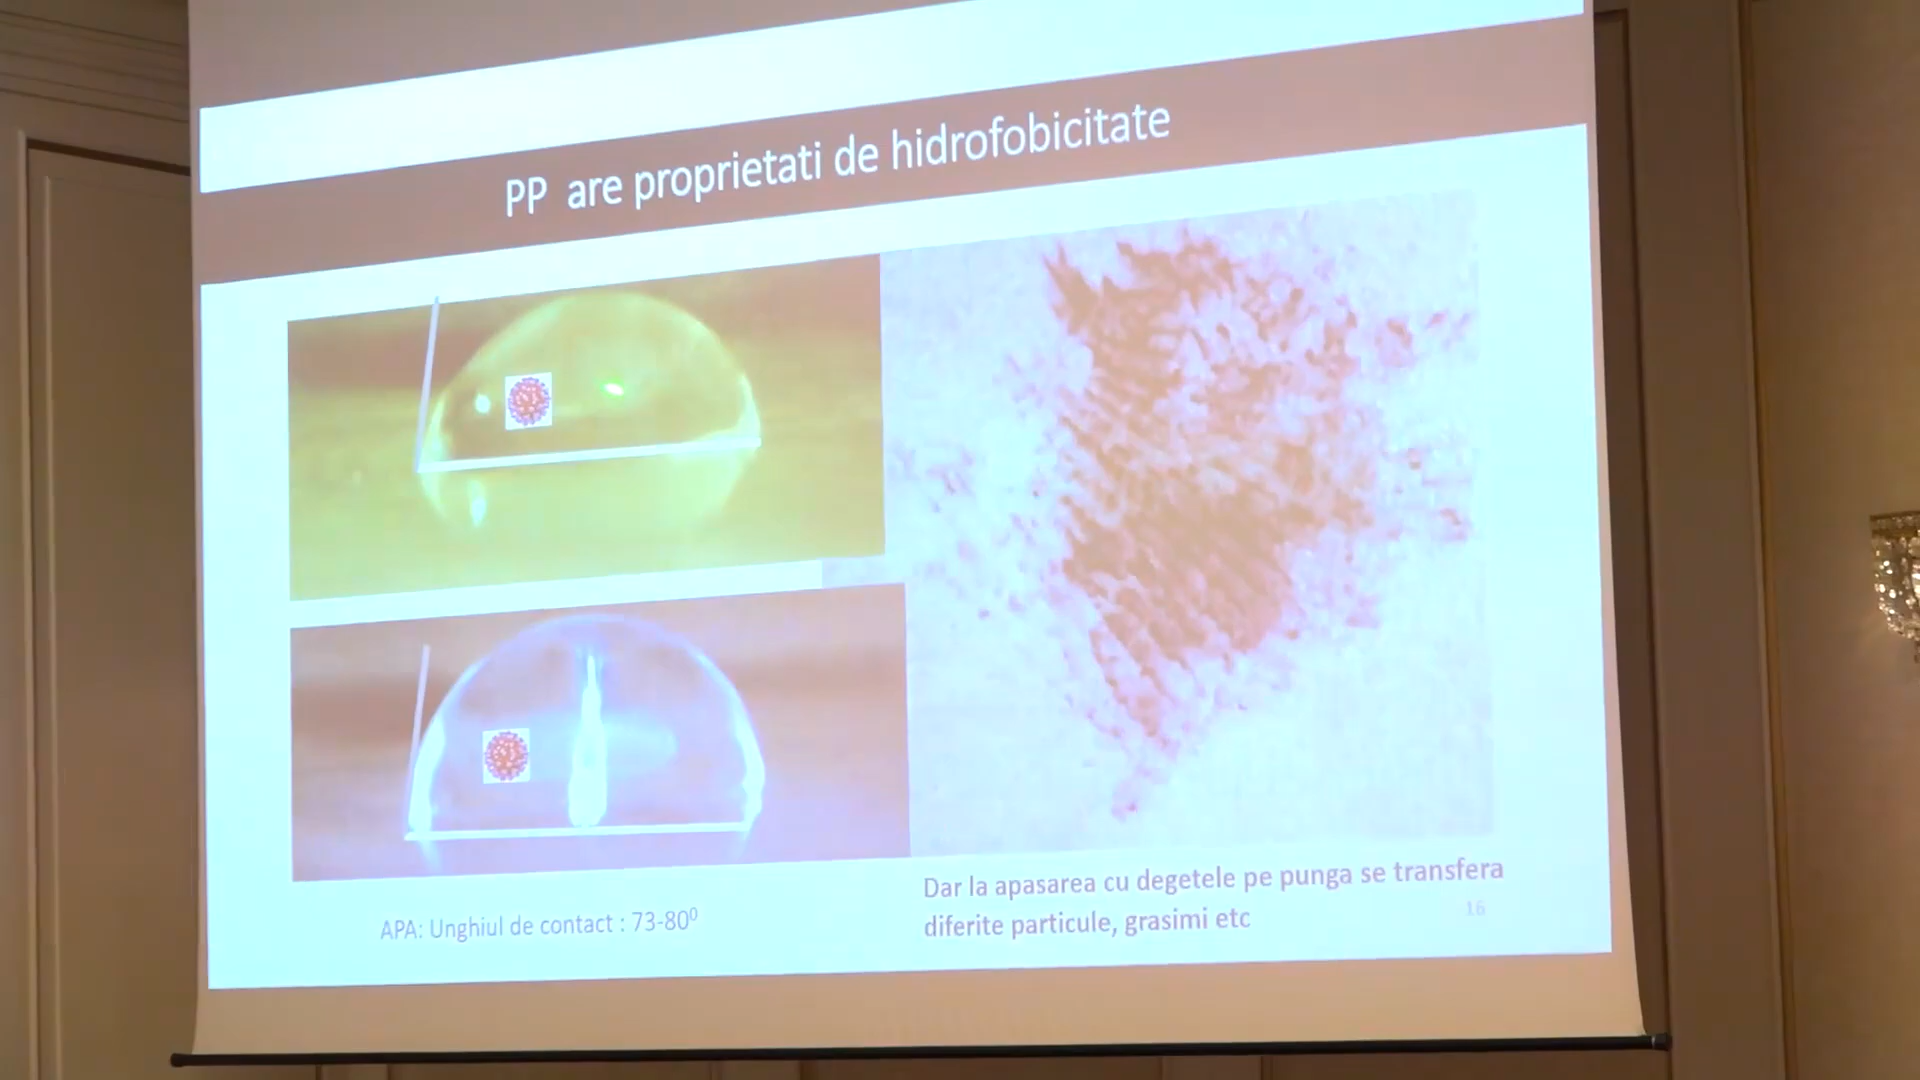 PP are proprietati de hidrofobicitate
APA: Unghiul de contact : 73-80⁰
Dar la apasarea cu degetele pe punga se transfera
diferite particule, grasimi etc
16